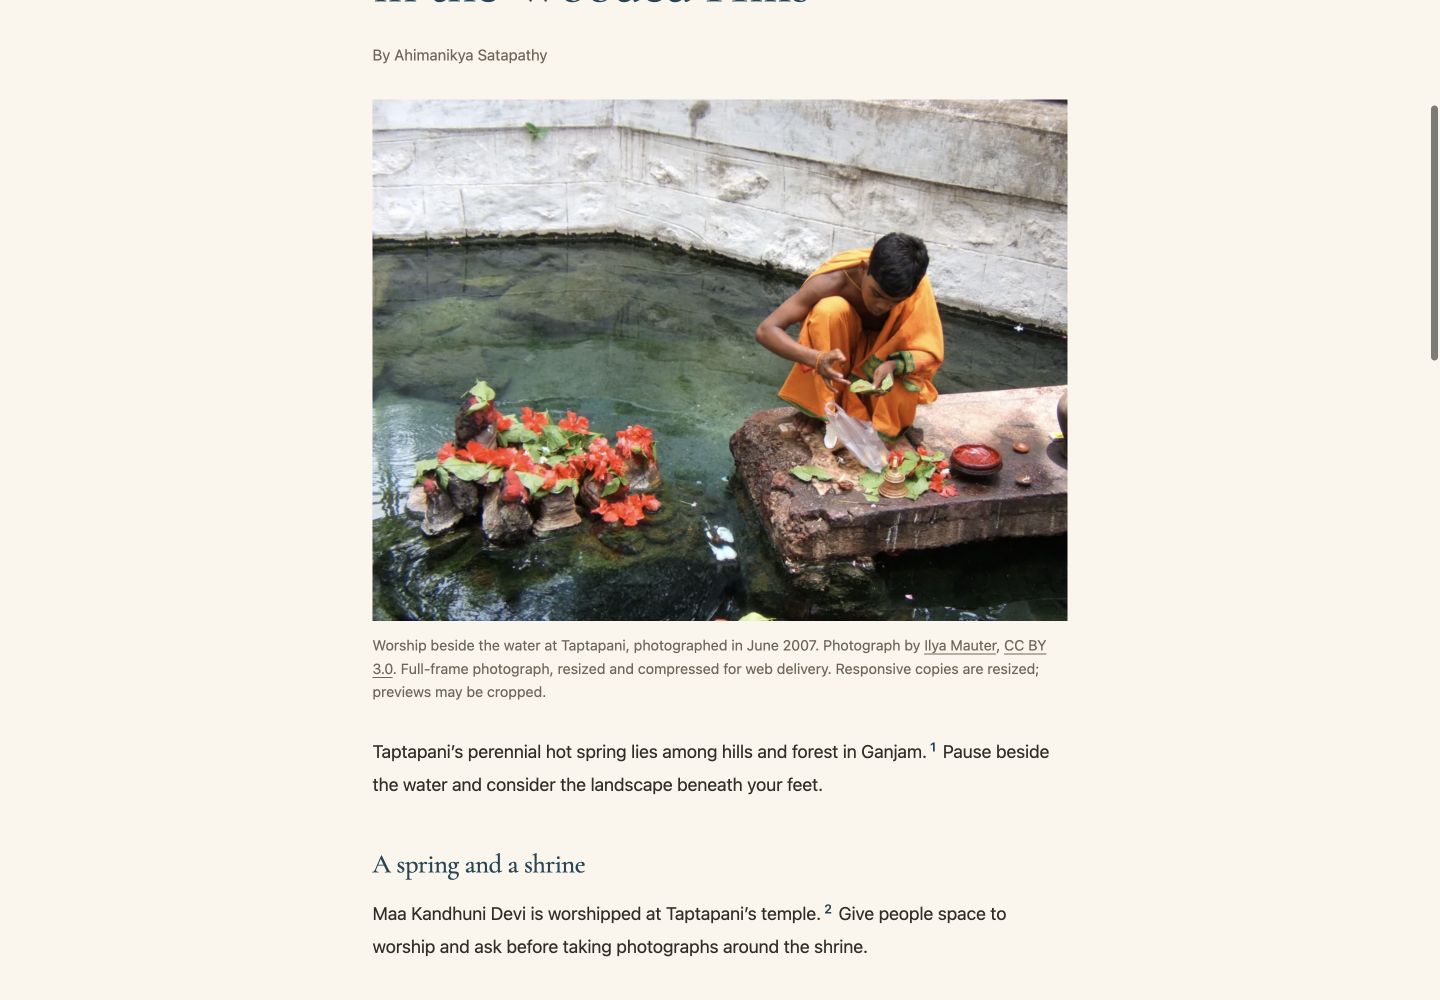 in the Wooded Hills
By Ahimanikya Satapathy
Worship beside the water at Taptapani, photographed in June 2007. Photograph by Ilya Mauter, CC BY
3.0. Full-frame photograph, resized and compressed for web delivery. Responsive copies are resized;
previews may be cropped.
Taptapani’s perennial hot spring lies among hills and forest in Ganjam. 1 Pause beside
the water and consider the landscape beneath your feet.
A spring and a shrine
Maa Kandhuni Devi is worshipped at Taptapani’s temple. 2 Give people space to
worship and ask before taking photographs around the shrine.